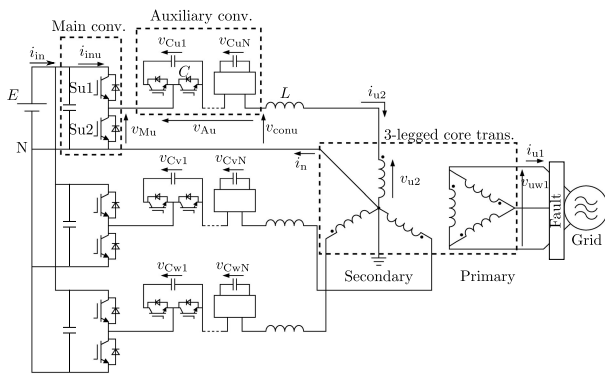 Main conv.
Auxiliary conv.
i_in
i_inu
v_Cu1
v_CuN
C
L
i_u2
E
Su1
Su2
v_Mu
v_Au
v_conu
N
i_n
3-legged core trans.
v_Cv1
v_CvN
v_u2
i_u1
v_uw1
Fault
Grid
Secondary
Primary
v_Cw1
v_CwN